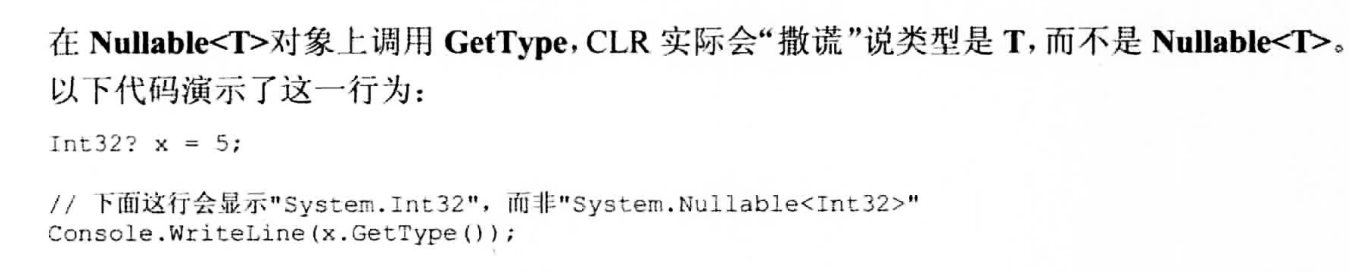 在 Nullable<T>对象上调用 GetType，CLR 实际会“撒谎”说类型是 T，而不是 Nullable<T>。
以下代码演示了这一行为：
Int32? x = 5;
// 下面这行会显示"System.Int32"，而非"System.Nullable<Int32>"
Console.WriteLine(x.GetType());